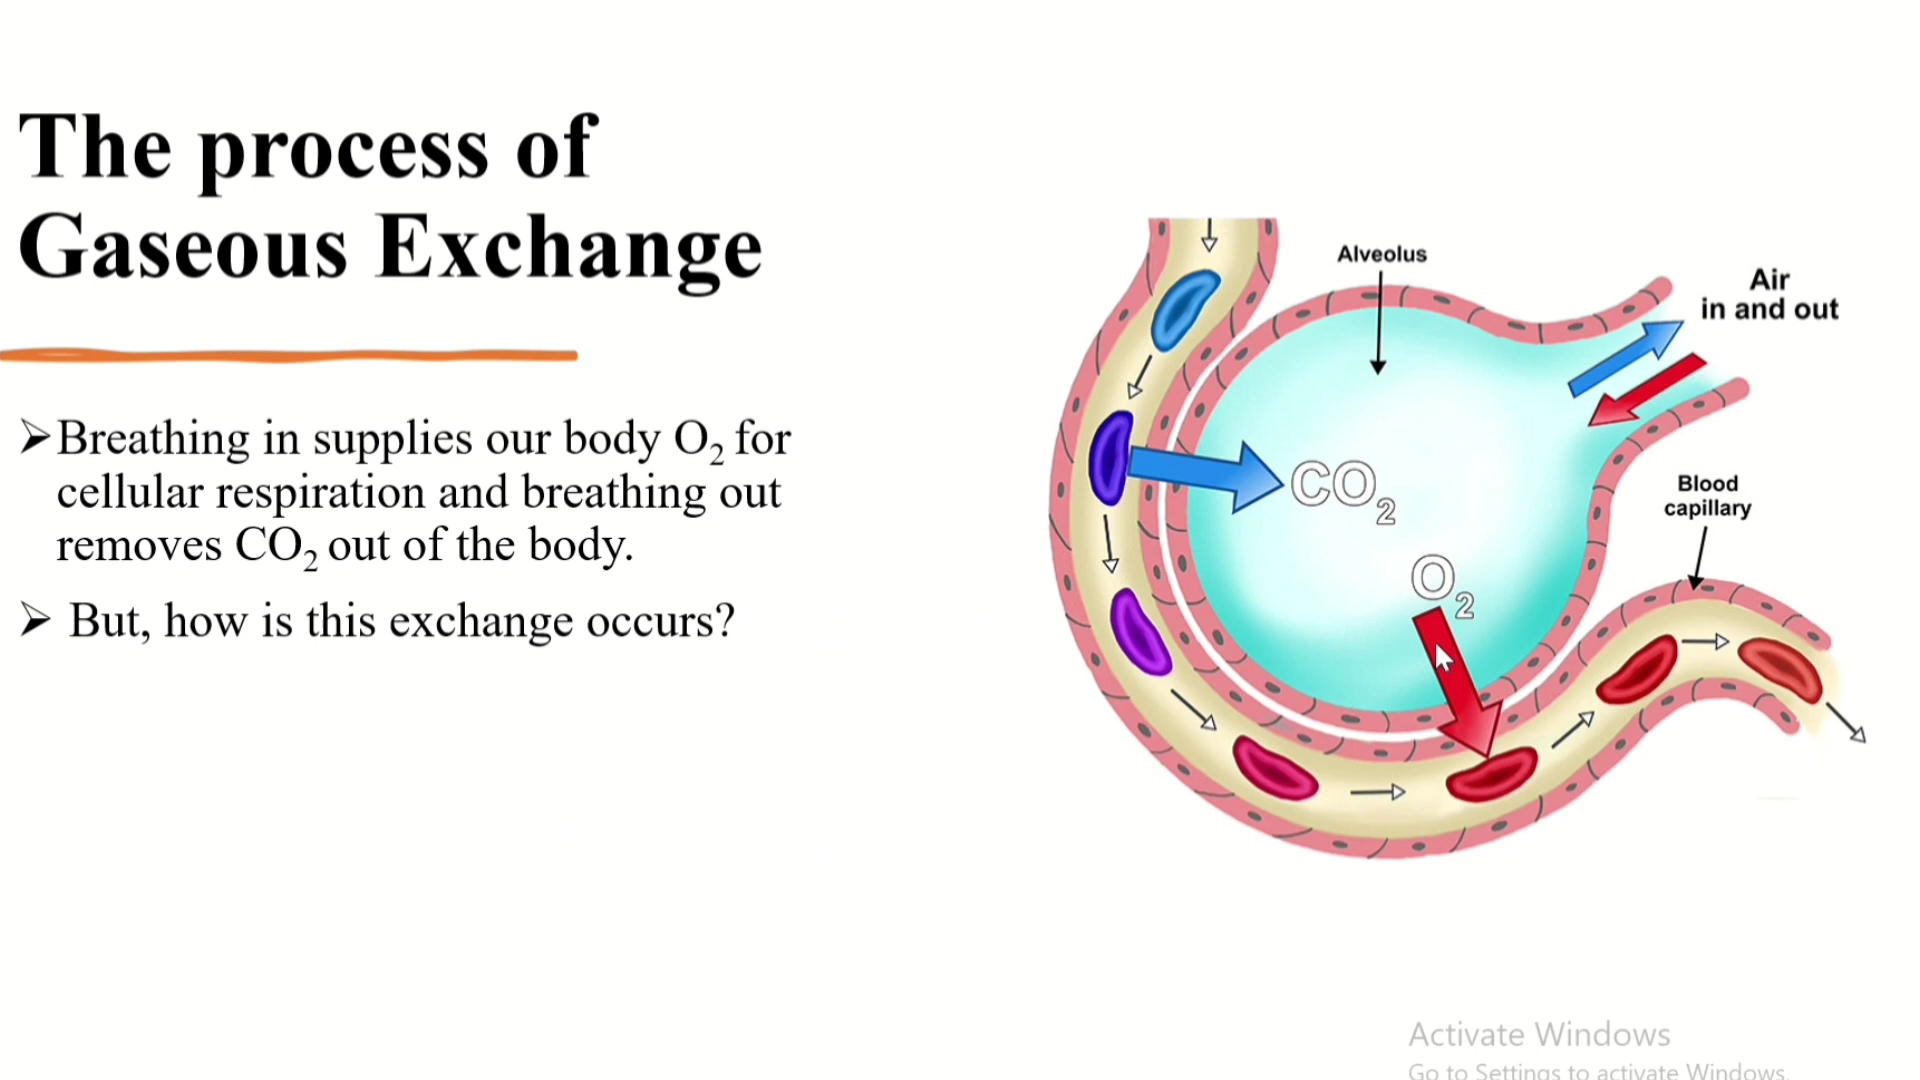 The process of
Gaseous Exchange
➢Breathing in supplies our body O₂ for
cellular respiration and breathing out
removes CO₂ out of the body.
➢ But, how is this exchange occurs?
Alveolus
Air
in and out
CO₂
Blood
capillary
O₂
Activate Windows
Go to Settings to activate Windows.